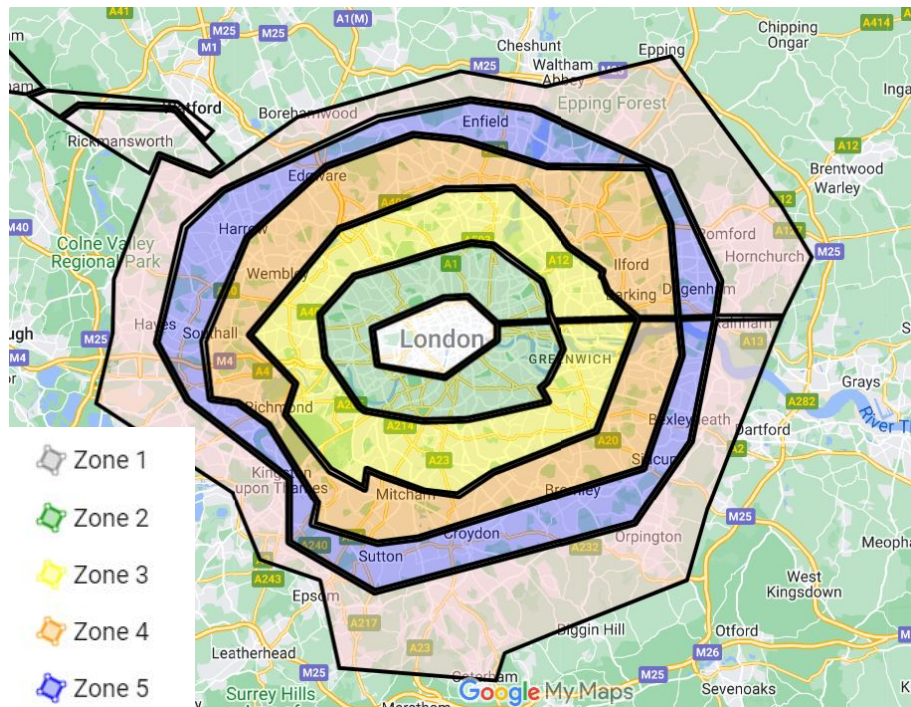 A41
M25
A1(M)
M25
M1
Cheshunt
Epping
Chipping
Ongar
A414
Waltham
Abbey
M25
M25
Epping Forest
Inga
Borehamwood
Watford
Rickmansworth
Enfield
A12
Brentwood
Warley
Edgware
M40
Harrow
Colne Valley
Regional Park
A12
A127
Romford
M25
Hornchurch
Ilford
Wembley
A1
A12
Barking
Dagenham
Hayes
Southall
London
Rainham
A13
M25
M4
M4
A4
GREENWICH
Grays
A282
River T
Richmond
Bexleyheath
Dartford
A214
A20
A2
A23
Sidcup
Kingston
upon Thames
Mitcham
Bromley
M25
Croydon
A240
Sutton
A232
Orpington
Meopha
A243
Epsom
West
Kingsdown
A217
Biggin Hill
Otford
Leatherhead
A23
M26
M25
Caterham
Sevenoaks
Surrey Hills
Google My Maps
Zone 1
Zone 2
Zone 3
Zone 4
Zone 5